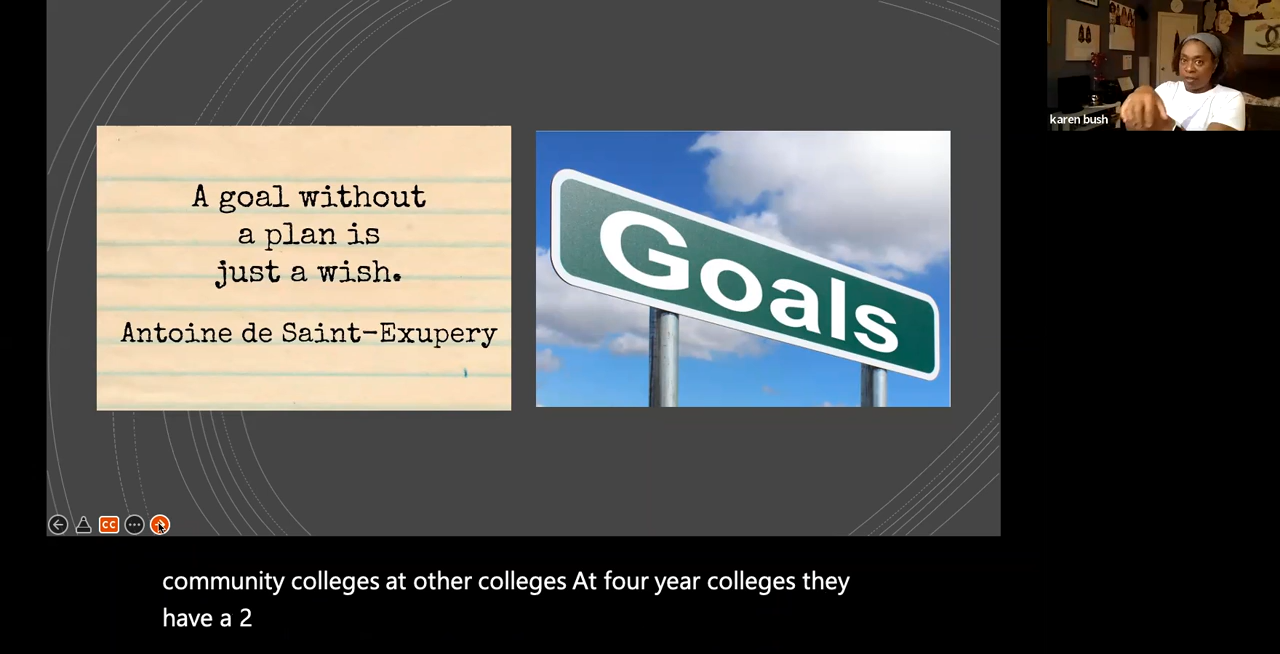 A goal without
a plan is
just a wish.
Antoine de Saint-Exupery
Goals
karen bush
CC
community colleges at other colleges At four year colleges they
have a 2